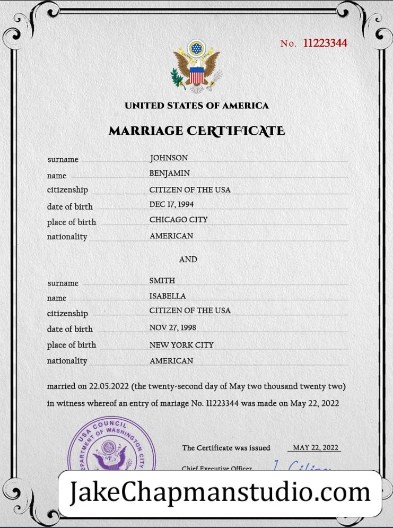 No. 11223344
UNITED STATES OF AMERICA
MARRIAGE CERTIFICATE
surname JOHNSON
name BENJAMIN
citizenship CITIZEN OF THE USA
date of birth DEC 17, 1994
place of birth CHICAGO CITY
nationality AMERICAN
AND
surname SMITH
name ISABELLA
citizenship CITIZEN OF THE USA
date of birth NOV 27, 1998
place of birth NEW YORK CITY
nationality AMERICAN
married on 22.05.2022 (the twenty-second day of May two thousand twenty two)
in witness whereof an entry of mariage No. 11223344 was made on May 22, 2022
USA COUNCIL
DEPARTMENT OF WASHINGTON CITY
The Certificate was issued MAY 22, 2022
Chief Executive Officer
JakeChapmanstudio.com